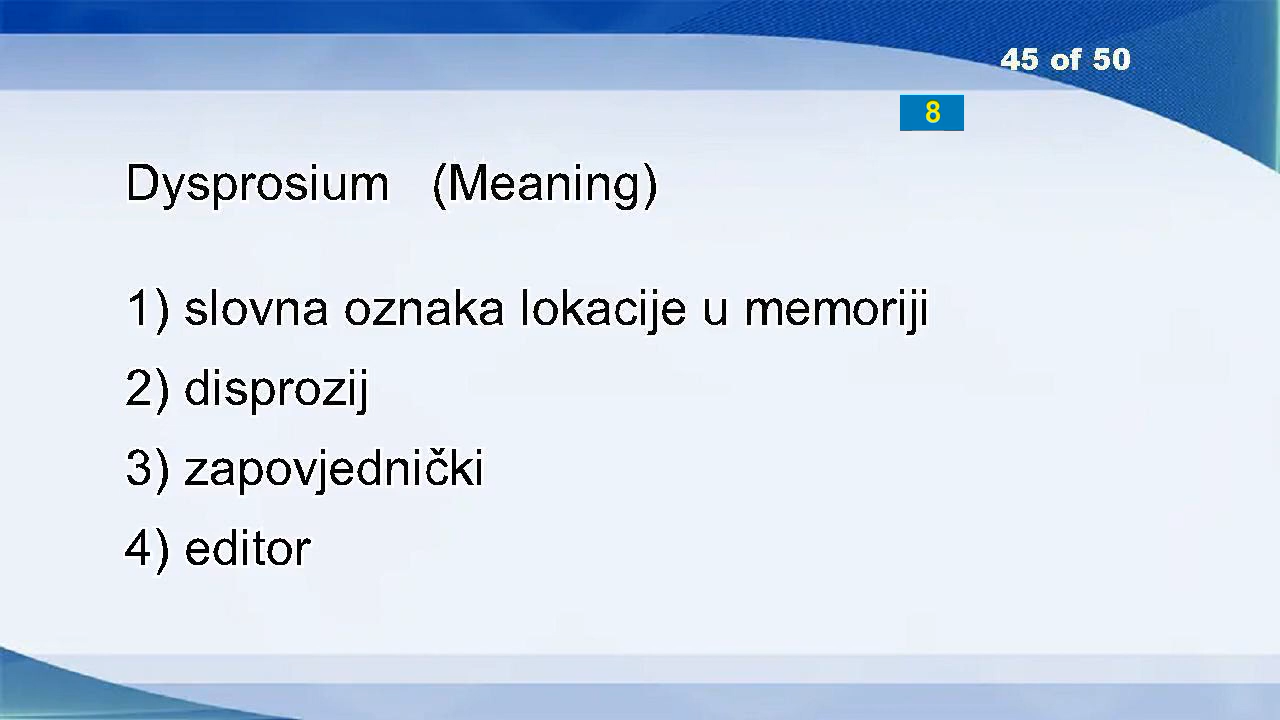 45 of 50
8
Dysprosium (Meaning)
1) slovna oznaka lokacije u memoriji
2) disprozij
3) zapovjednički
4) editor